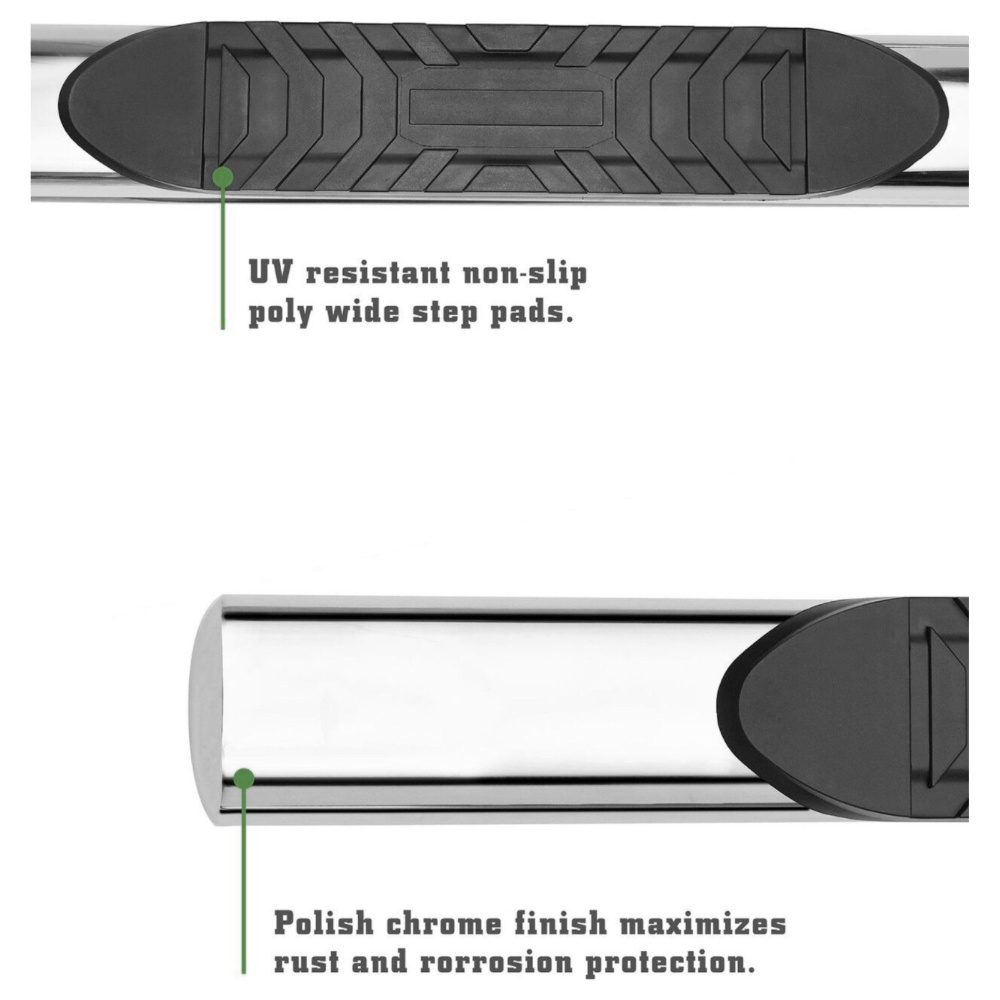 UV resistant non-slip
poly wide step pads.
Polish chrome finish maximizes
rust and rorrosion protection.